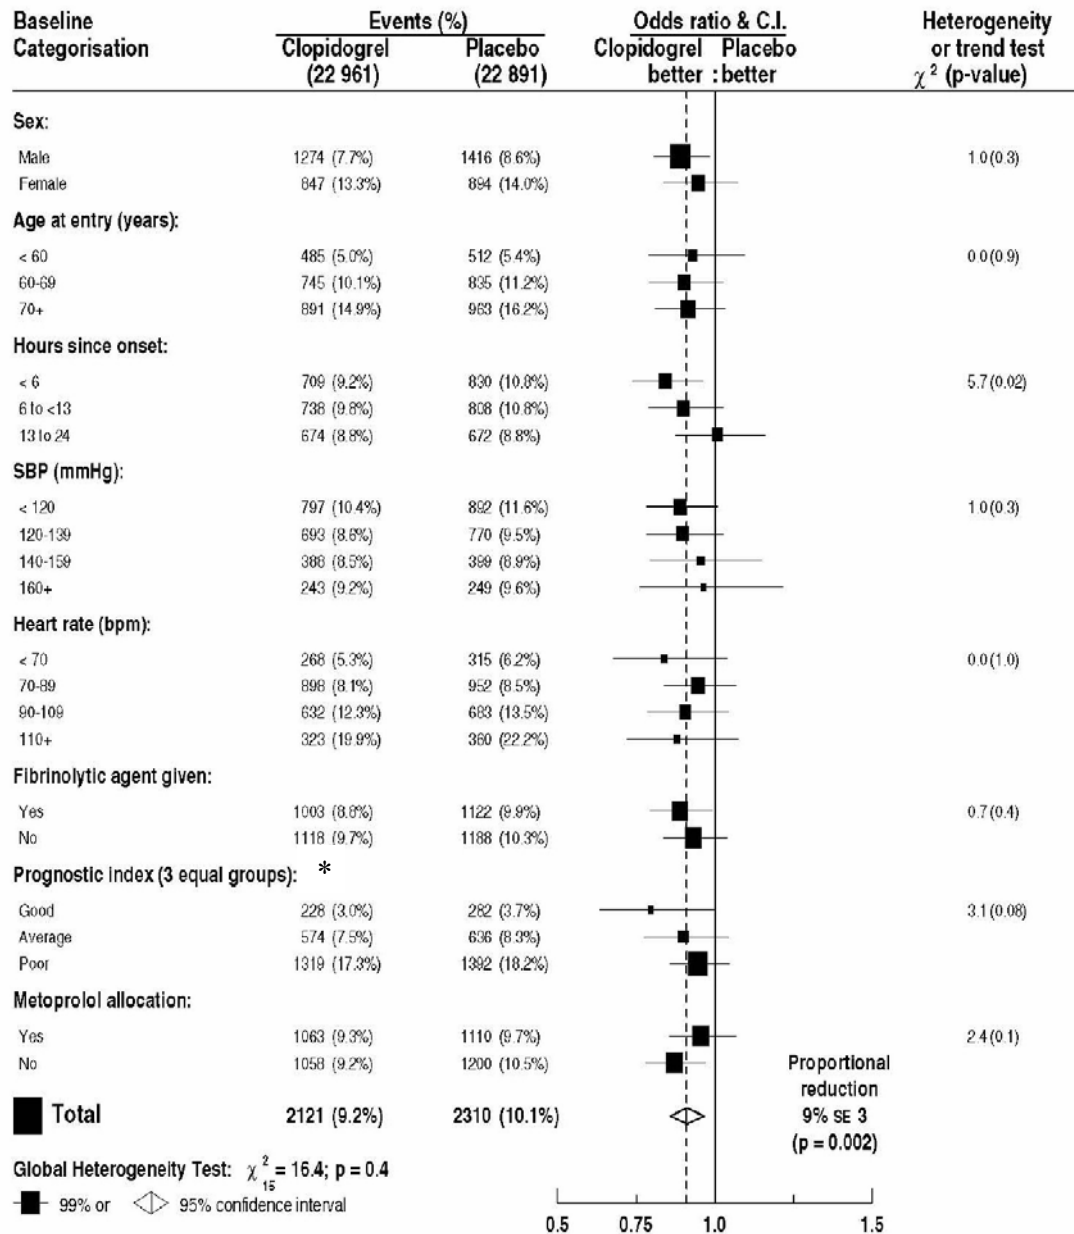 Baseline Events (%) Odds ratio & C.I. Heterogeneity
Categorisation Clopidogrel Placebo Clopidogrel Placebo or trend test
(22 961) (22 891) better : better χ² (p-value)
Sex:
Male 1274 (7.7%) 1416 (8.6%) 1.0 (0.3)
Female 847 (13.3%) 894 (14.0%)
Age at entry (years):
< 60 485 (5.0%) 512 (5.4%) 0.0 (0.9)
60-69 745 (10.1%) 835 (11.2%)
70+ 891 (14.9%) 963 (16.2%)
Hours since onset:
< 6 709 (9.2%) 830 (10.8%) 5.7 (0.02)
6 to <13 738 (9.8%) 808 (10.8%)
13 to 24 674 (8.8%) 672 (8.8%)
SBP (mmHg):
< 120 797 (10.4%) 892 (11.6%) 1.0 (0.3)
120-139 693 (8.6%) 770 (9.5%)
140-159 388 (8.5%) 399 (8.9%)
160+ 243 (9.2%) 249 (9.6%)
Heart rate (bpm):
< 70 268 (5.3%) 315 (6.2%) 0.0 (1.0)
70-89 898 (8.1%) 952 (8.5%)
90-109 632 (12.3%) 683 (13.5%)
110+ 323 (19.9%) 360 (22.2%)
Fibrinolytic agent given:
Yes 1003 (8.8%) 1122 (9.9%) 0.7 (0.4)
No 1118 (9.7%) 1188 (10.3%)
Prognostic index (3 equal groups): *
Good 228 (3.0%) 282 (3.7%) 3.1 (0.08)
Average 574 (7.5%) 636 (8.3%)
Poor 1319 (17.3%) 1392 (18.2%)
Metoprolol allocation:
Yes 1063 (9.3%) 1110 (9.7%) 2.4 (0.1)
No 1058 (9.2%) 1200 (10.5%)
Proportional
reduction
Total 2121 (9.2%) 2310 (10.1%) 9% SE 3
(p = 0.002)
Global Heterogeneity Test: χ²₁₅ = 16.4; p = 0.4
99% or 95% confidence interval
0.5 0.75 1.0 1.5